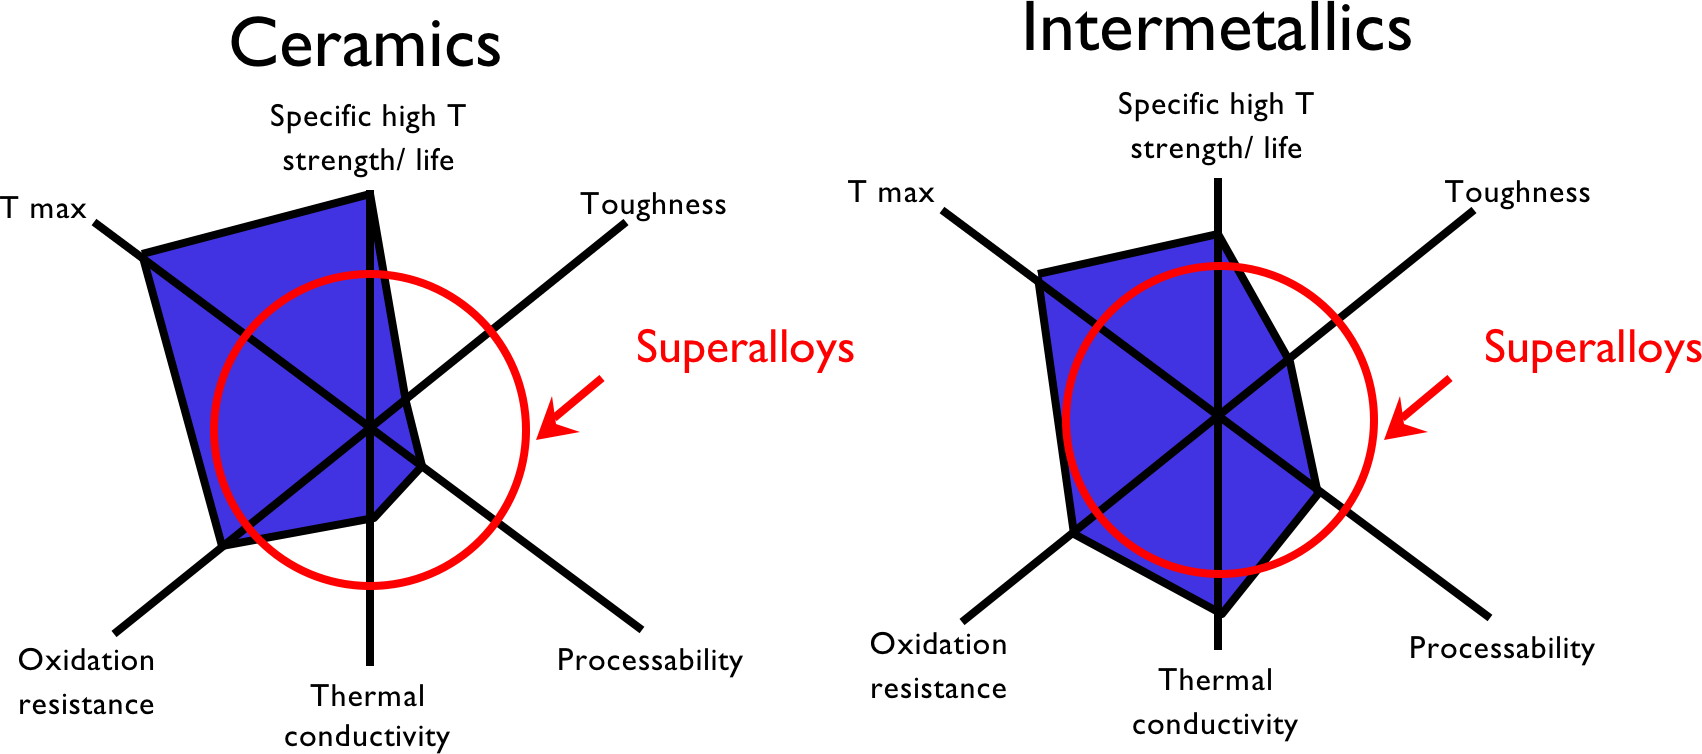 Ceramics
Specific high T
strength/ life
T max
Toughness
Superalloys
Oxidation
resistance
Thermal
conductivity
Processability
Intermetallics
Specific high T
strength/ life
T max
Toughness
Superalloys
Oxidation
resistance
Thermal
conductivity
Processability